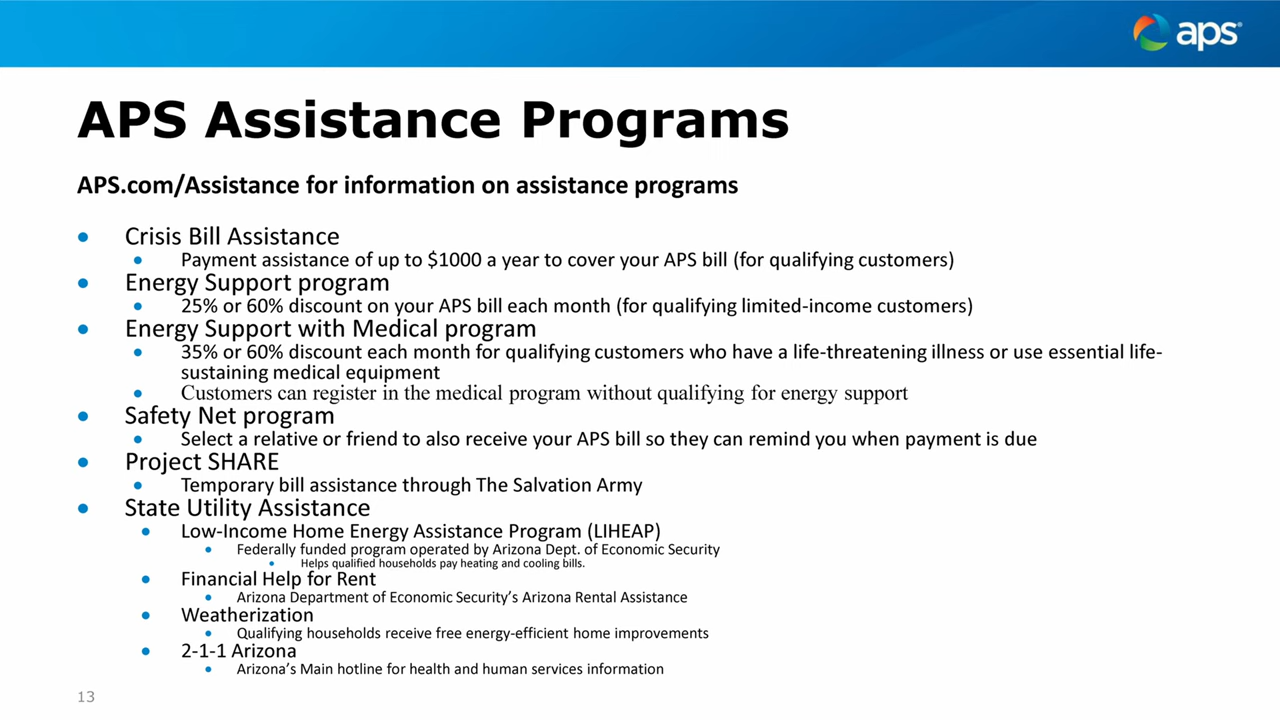 aps
APS Assistance Programs
APS.com/Assistance for information on assistance programs
Crisis Bill Assistance
Payment assistance of up to $1000 a year to cover your APS bill (for qualifying customers)
Energy Support program
25% or 60% discount on your APS bill each month (for qualifying limited-income customers)
Energy Support with Medical program
35% or 60% discount each month for qualifying customers who have a life-threatening illness or use essential life-
sustaining medical equipment
Customers can register in the medical program without qualifying for energy support
Safety Net program
Select a relative or friend to also receive your APS bill so they can remind you when payment is due
Project SHARE
Temporary bill assistance through The Salvation Army
State Utility Assistance
Low-Income Home Energy Assistance Program (LIHEAP)
Federally funded program operated by Arizona Dept. of Economic Security
Helps qualified households pay heating and cooling bills.
Financial Help for Rent
Arizona Department of Economic Security’s Arizona Rental Assistance
Weatherization
Qualifying households receive free energy-efficient home improvements
2-1-1 Arizona
Arizona’s Main hotline for health and human services information
13